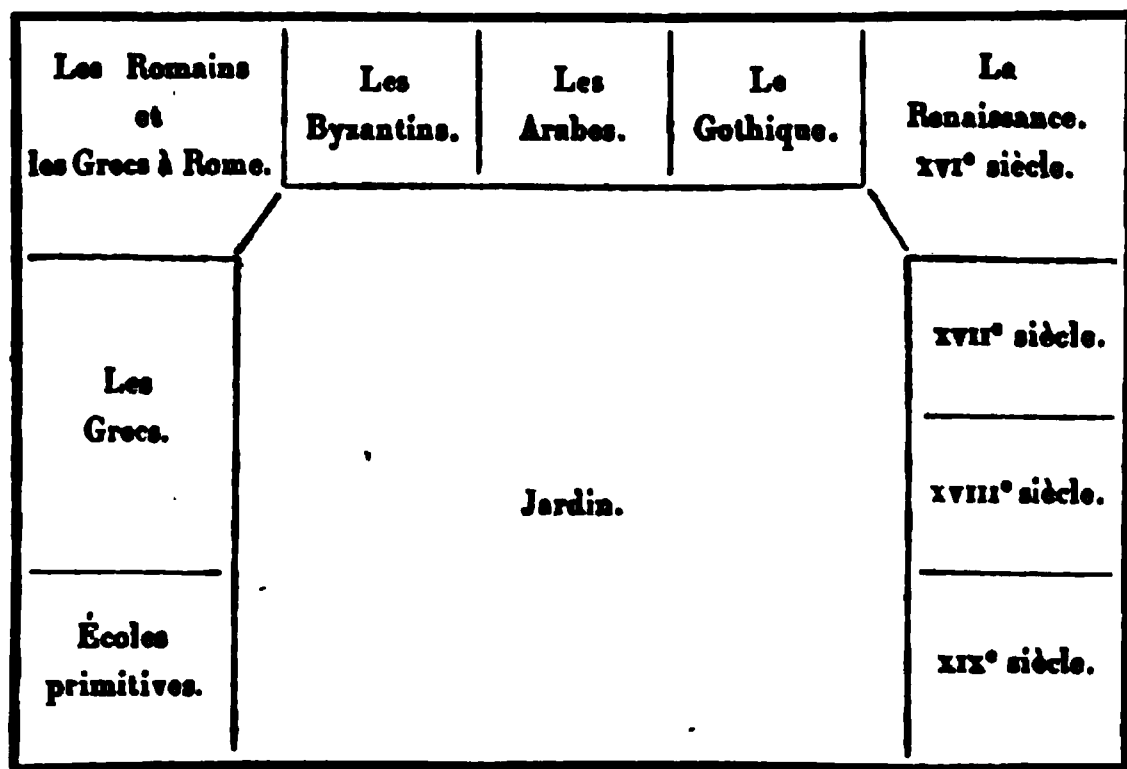 Les Romains
et
les Grecs à Rome.
Les
Byzantins.
Les
Arabes.
Le
Gothique.
La
Renaissance.
XVIᵉ siècle.
Les
Grecs.
Écoles
primitives.
Jardin.
XVIIᵉ siècle.
XVIIIᵉ siècle.
XIXᵉ siècle.